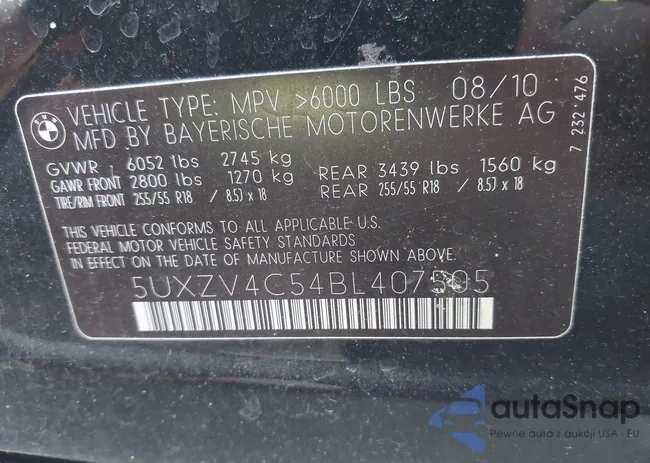 BMW
VEHICLE TYPE: MPV >6000 LBS 08/10
MFD BY BAYERISCHE MOTORENWERKE AG
GVWR : 6052 lbs 2745 kg
GAWR FRONT 2800 lbs 1270 kg REAR 3439 lbs 1560 kg
TIRE/RIM FRONT 255/55 R18 / 8.5J x 18 REAR 255/55 R18 / 8.5J x 18
THIS VEHICLE CONFORMS TO ALL APPLICABLE U.S.
FEDERAL MOTOR VEHICLE SAFETY STANDARDS
IN EFFECT ON THE DATE OF MANUFACTURE SHOWN ABOVE.
5UXZV4C54BL407505
7 232 476
autoSnap
Pewne auta z aukcji USA i EU